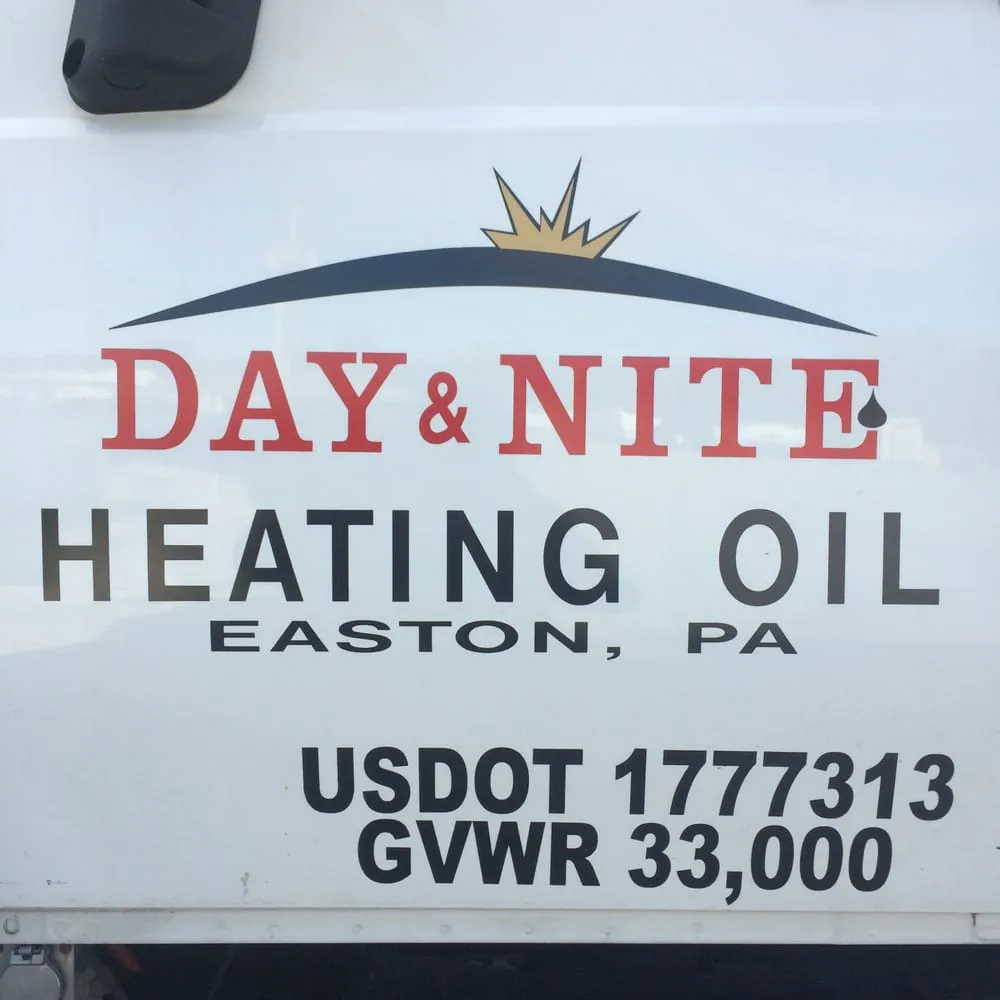 DAY & NITE
HEATING OIL
EASTON, PA
USDOT 1777313
GVWR 33,000